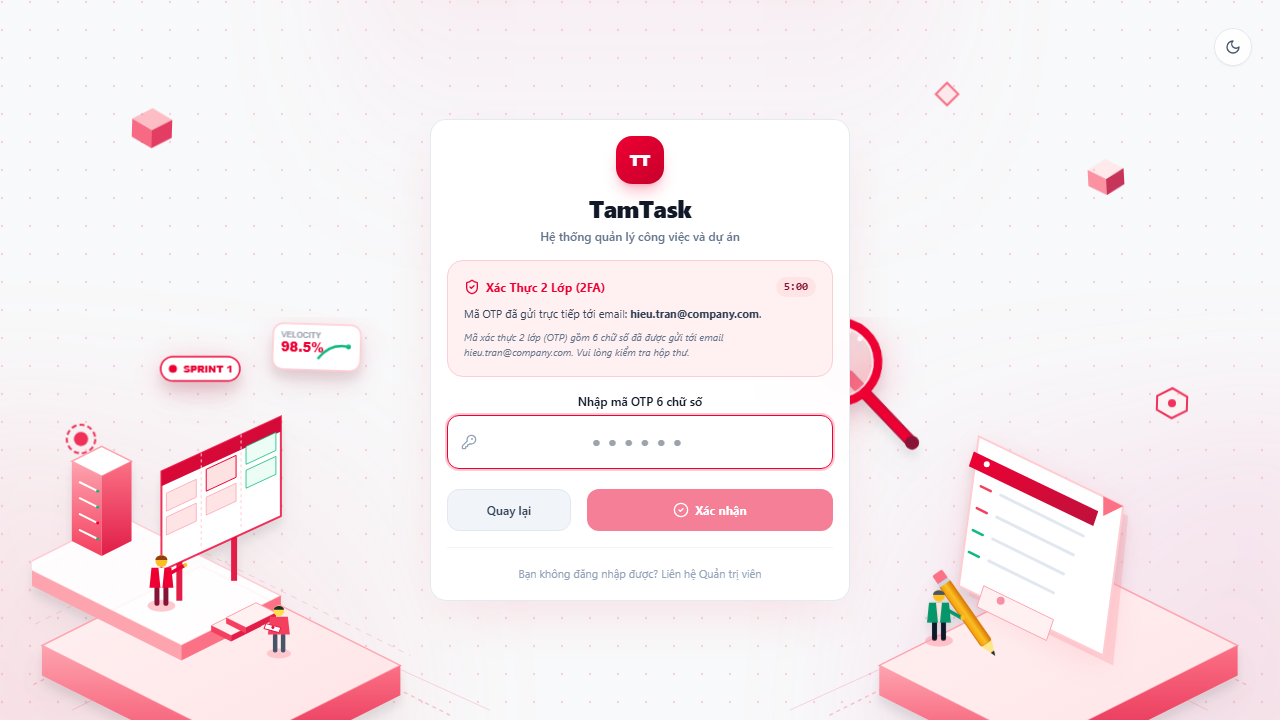 TT
TamTask
Hệ thống quản lý công việc và dự án
Xác Thực 2 Lớp (2FA)
5:00
Mã OTP đã gửi trực tiếp tới email: hieu.tran@company.com.
Mã xác thực 2 lớp (OTP) gồm 6 chữ số đã được gửi tới email
hieu.tran@company.com. Vui lòng kiểm tra hộp thư.
VELOCITY
98.5%
SPRINT 1
Nhập mã OTP 6 chữ số
Quay lại
Xác nhận
Bạn không đăng nhập được? Liên hệ Quản trị viên